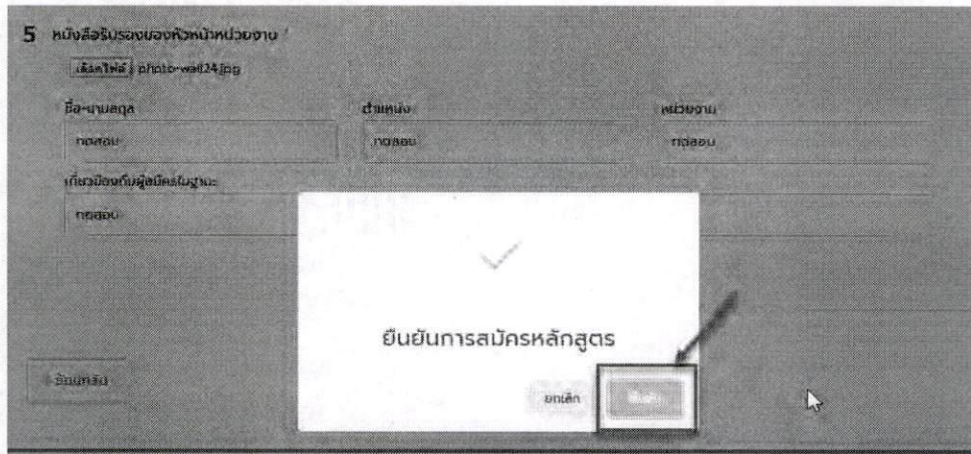 5 หนังสือรับรองของหัวหน้าหน่วยงาน
เลือกไฟล์ photo-wall24.jpg
ชื่อ-นามสกุล ตำแหน่ง หน่วยงาน
ทดสอบ ทดสอบ ทดสอบ
เกี่ยวข้องกับผู้สมัครในฐานะ
ทดสอบ
ยืนยันการสมัครหลักสูตร
ย้อนกลับ
ยกเลิก